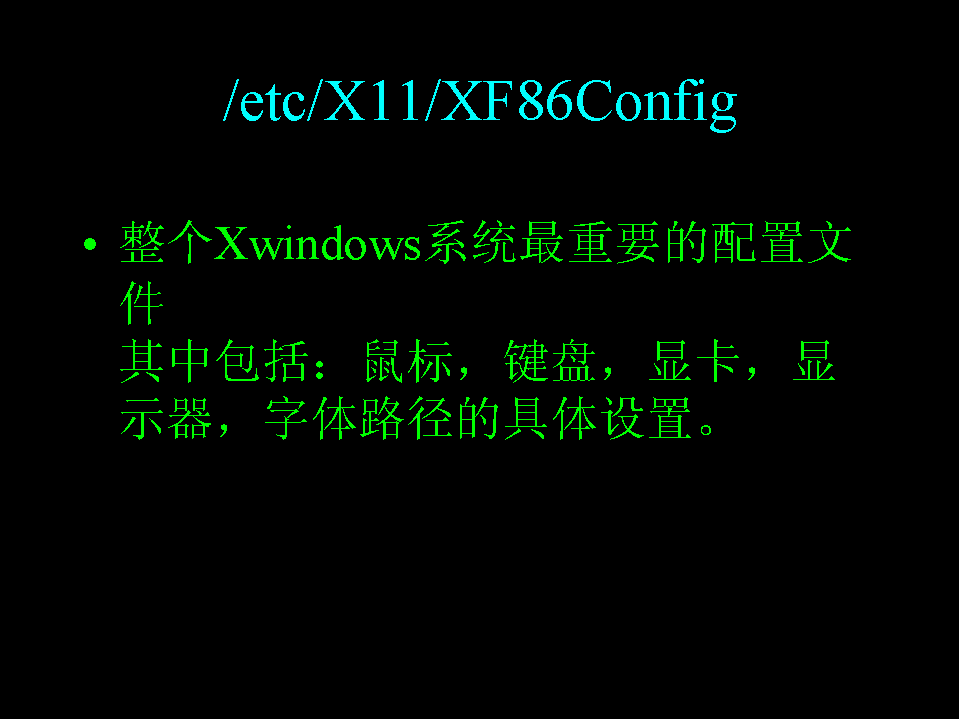 /etc/X11/XF86Config
• 整个Xwindows系统最重要的配置文
件
其中包括：鼠标，键盘，显卡，显
示器，字体路径的具体设置。